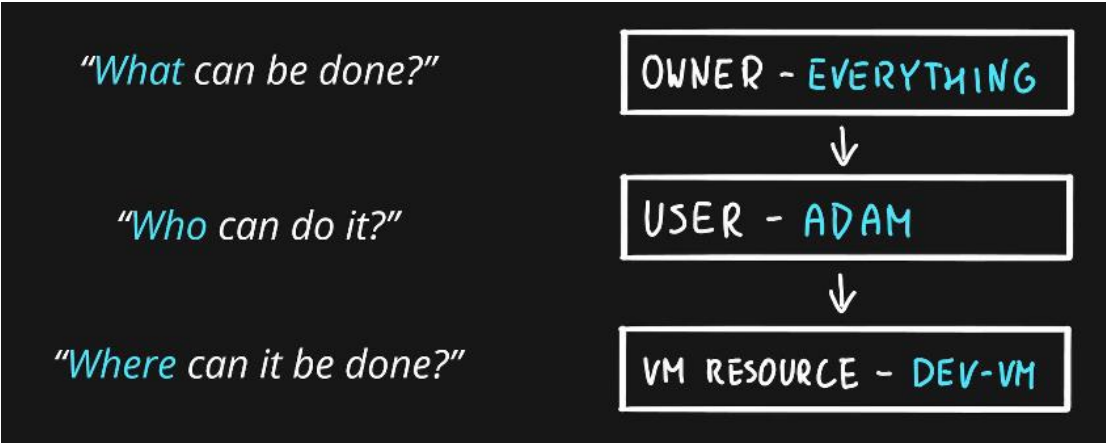 “What can be done?”
OWNER - EVERYTHING
“Who can do it?”
USER - ADAM
“Where can it be done?”
VM RESOURCE - DEV-VM